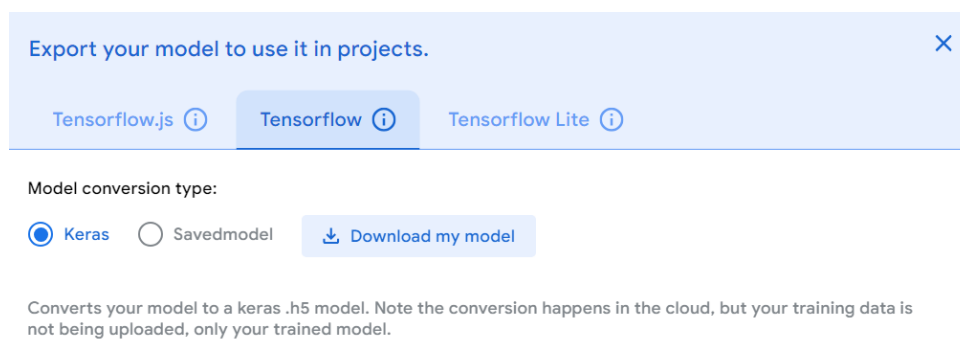 Export your model to use it in projects.
Tensorflow.js Tensorflow Tensorflow Lite
Model conversion type:
Keras Savedmodel Download my model
Converts your model to a keras .h5 model. Note the conversion happens in the cloud, but your training data is
not being uploaded, only your trained model.